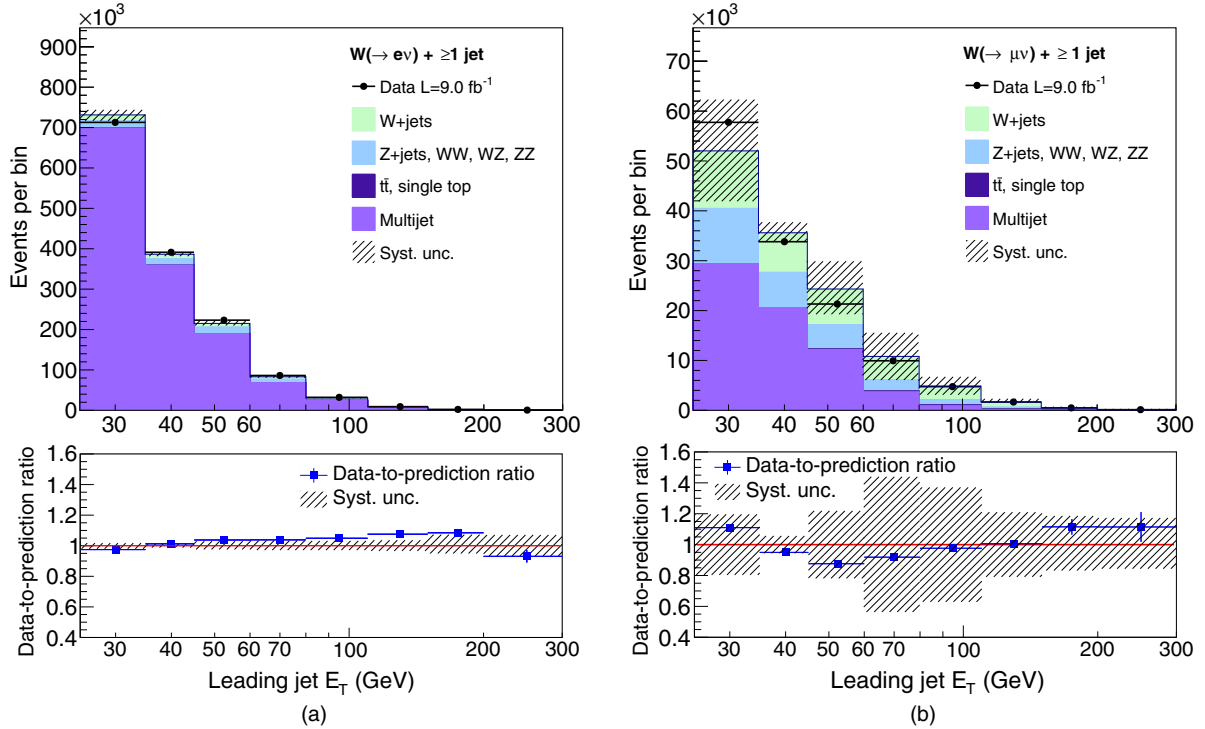 ×10³
Events per bin
900
800
700
600
500
400
300
200
100
0
W(→ eν) + ≥1 jet
Data L=9.0 fb⁻¹
W+jets
Z+jets, WW, WZ, ZZ
tt̄, single top
Multijet
Syst. unc.
30 40 50 60 70 100 200 300
Data-to-prediction ratio
1.6
1.4
1.2
1
0.8
0.6
0.4
Data-to-prediction ratio
Syst. unc.
30 40 50 60 70 100 200 300
Leading jet E_T (GeV)
(a)
×10³
Events per bin
70
60
50
40
30
20
10
0
W(→ μν) + ≥ 1 jet
Data L=9.0 fb⁻¹
W+jets
Z+jets, WW, WZ, ZZ
tt̄, single top
Multijet
Syst. unc.
30 40 50 60 70 100 200 300
Data-to-prediction ratio
1.6
1.4
1.2
1
0.8
0.6
0.4
Data-to-prediction ratio
Syst. unc.
30 40 50 60 70 100 200 300
Leading jet E_T (GeV)
(b)